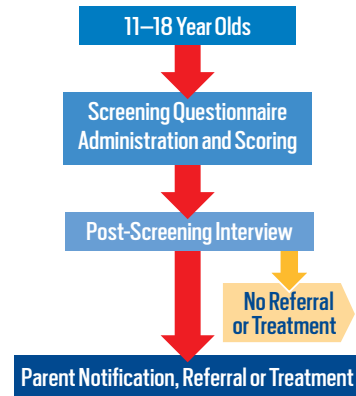 11–18 Year Olds
Screening Questionnaire
Administration and Scoring
Post-Screening Interview
No Referral
or Treatment
Parent Notification, Referral or Treatment